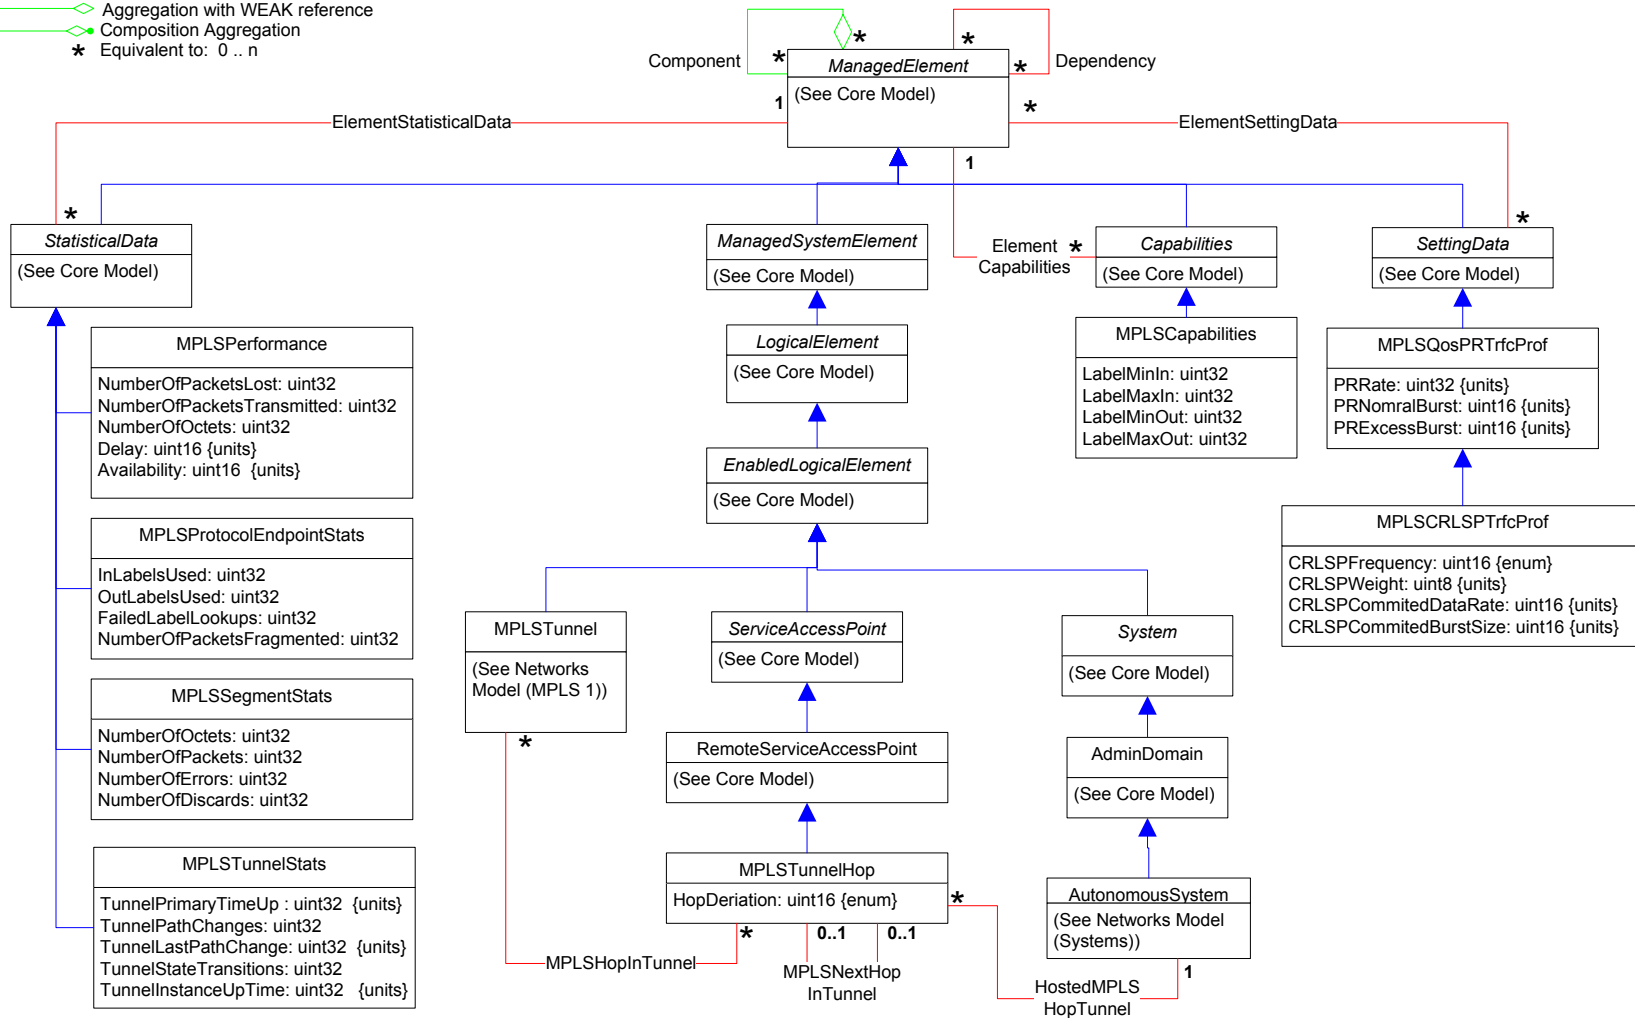 Aggregation with WEAK reference
Composition Aggregation
* Equivalent to: 0 .. n
Component
*
*
*
*
Dependency
ManagedElement
(See Core Model)
1
*
1
ElementStatisticalData
ElementSettingData
*
*
Element
Capabilities
*
StatisticalData
(See Core Model)
ManagedSystemElement
(See Core Model)
Capabilities
(See Core Model)
SettingData
(See Core Model)
MPLSPerformance
NumberOfPacketsLost: uint32
NumberOfPacketsTransmitted: uint32
NumberOfOctets: uint32
Delay: uint16 {units}
Availability: uint16 {units}
LogicalElement
(See Core Model)
MPLSCapabilities
LabelMinIn: uint32
LabelMaxIn: uint32
LabelMinOut: uint32
LabelMaxOut: uint32
MPLSQosPRTrfcProf
PRRate: uint32 {units}
PRNomralBurst: uint16 {units}
PRExcessBurst: uint16 {units}
EnabledLogicalElement
(See Core Model)
MPLSProtocolEndpointStats
InLabelsUsed: uint32
OutLabelsUsed: uint32
FailedLabelLookups: uint32
NumberOfPacketsFragmented: uint32
MPLSCRLSPTrfcProf
CRLSPFrequency: uint16 {enum}
CRLSPWeight: uint8 {units}
CRLSPCommitedDataRate: uint16 {units}
CRLSPCommitedBurstSize: uint16 {units}
MPLSTunnel
(See Networks
Model (MPLS 1))
*
ServiceAccessPoint
(See Core Model)
System
(See Core Model)
MPLSSegmentStats
NumberOfOctets: uint32
NumberOfPackets: uint32
NumberOfErrors: uint32
NumberOfDiscards: uint32
RemoteServiceAccessPoint
(See Core Model)
AdminDomain
(See Core Model)
MPLSTunnelStats
TunnelPrimaryTimeUp : uint32 {units}
TunnelPathChanges: uint32
TunnelLastPathChange: uint32 {units}
TunnelStateTransitions: uint32
TunnelInstanceUpTime: uint32 {units}
MPLSTunnelHop
HopDeriation: uint16 {enum}
*
AutonomousSystem
(See Networks Model
(Systems))
*
0..1
0..1
1
MPLSHopInTunnel
MPLSNextHop
InTunnel
HostedMPLS
HopTunnel